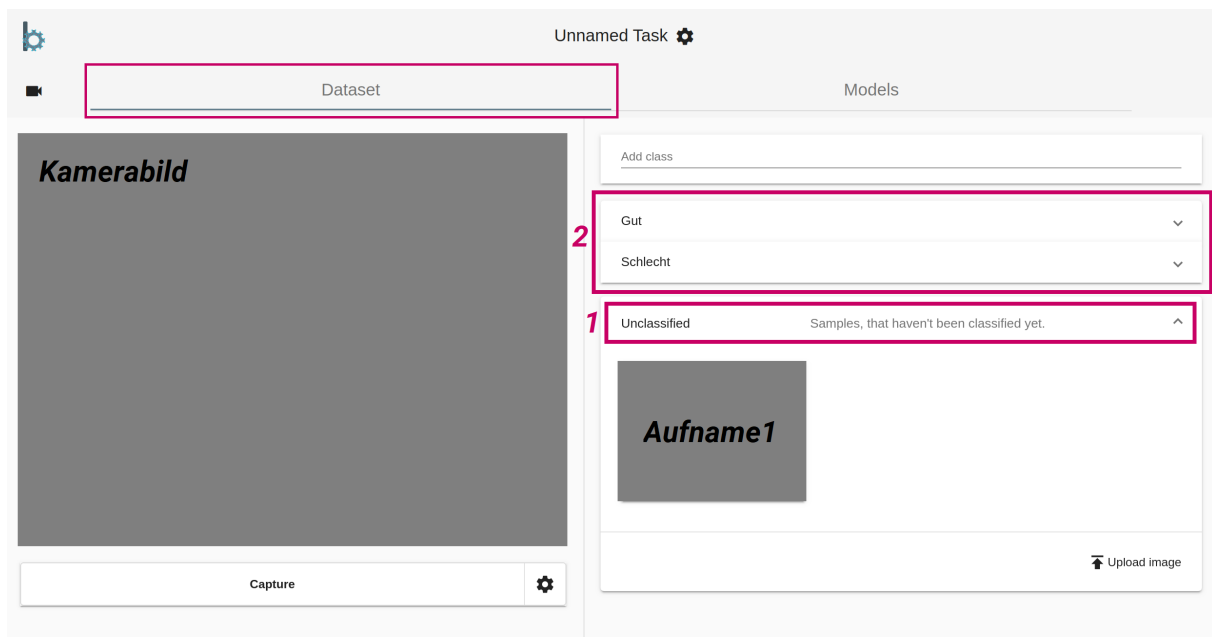 Unnamed Task
Dataset
Models
Kamerabild
Add class
2
Gut
Schlecht
1
Unclassified Samples, that haven't been classified yet.
Aufname1
Upload image
Capture